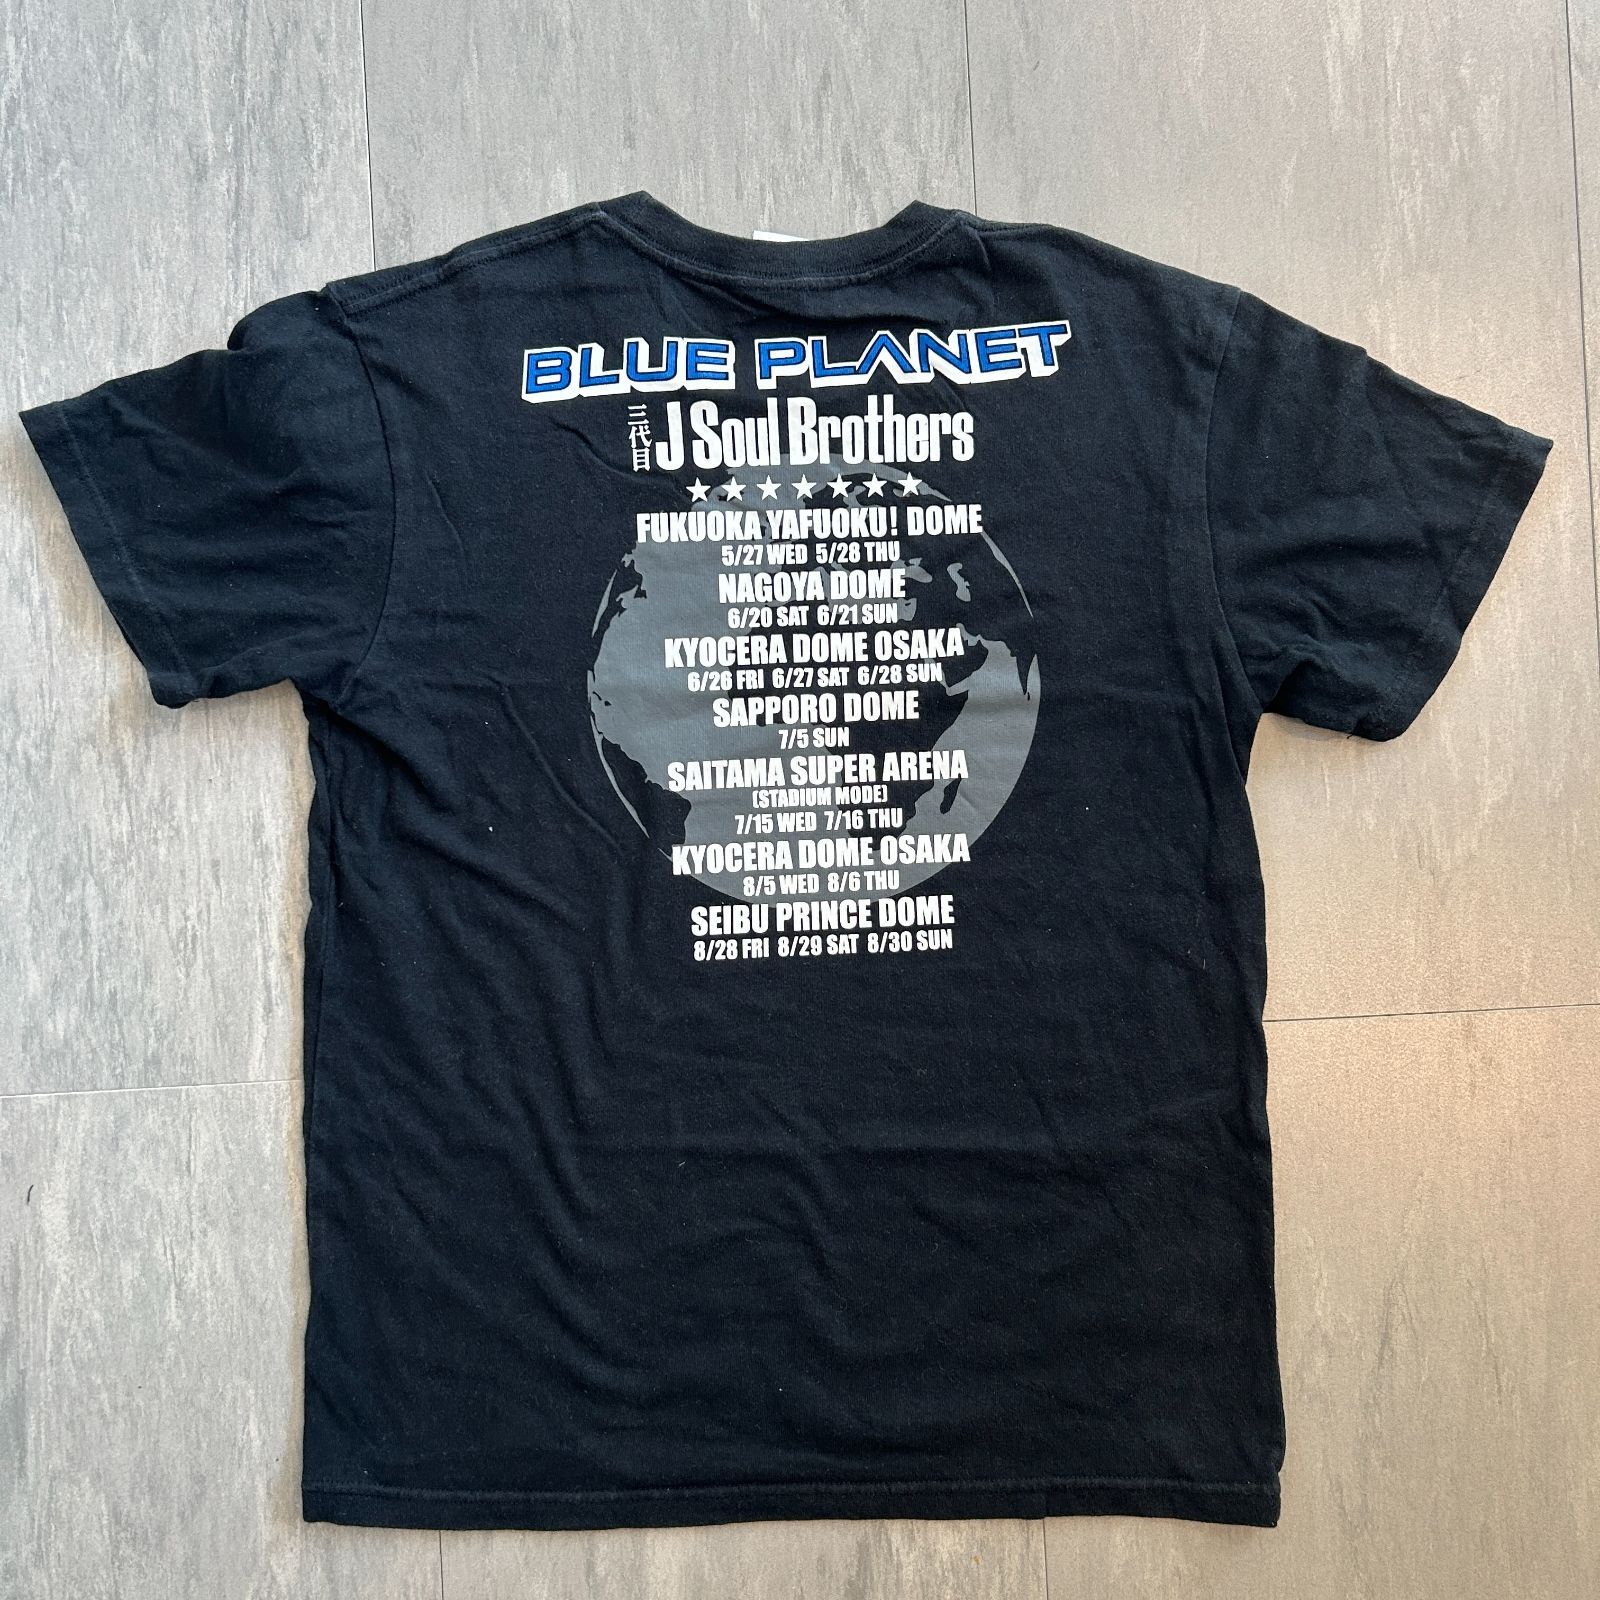 BLUE PLANET
三代目 J Soul Brothers
★★★★★★★
FUKUOKA YAFUOKU! DOME
5/27 WED 5/28 THU
NAGOYA DOME
6/20 SAT 6/21 SUN
KYOCERA DOME OSAKA
6/26 FRI 6/27 SAT 6/28 SUN
SAPPORO DOME
7/5 SUN
SAITAMA SUPER ARENA
(STADIUM MODE)
7/15 WED 7/16 THU
KYOCERA DOME OSAKA
8/5 WED 8/6 THU
SEIBU PRINCE DOME
8/28 FRI 8/29 SAT 8/30 SUN